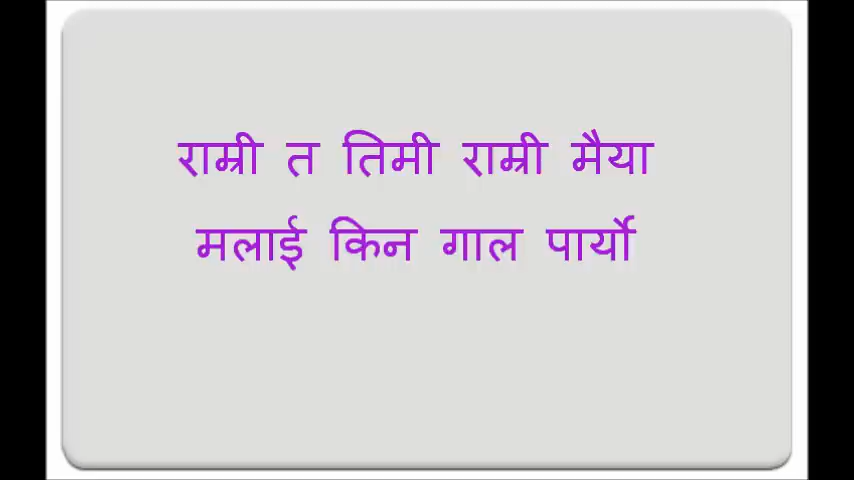 राम्री त तिमी राम्री मैया
मलाई किन गाल पार्यो